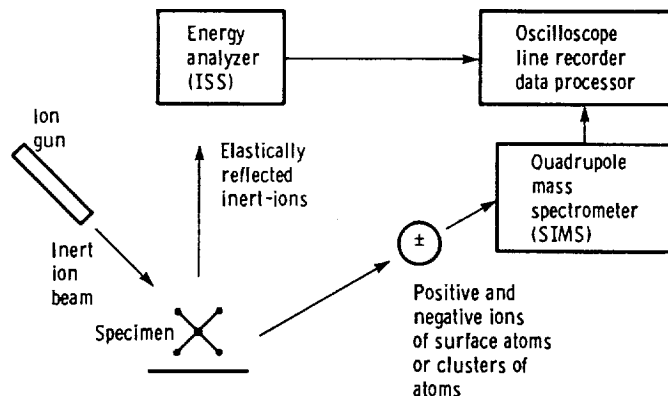 Energy
analyzer
(ISS)
Oscilloscope
line recorder
data processor
Ion
gun
Elastically
reflected
inert-ions
Quadrupole
mass
spectrometer
(SIMS)
Inert
ion
beam
±
Specimen
Positive and
negative ions
of surface atoms
or clusters of
atoms